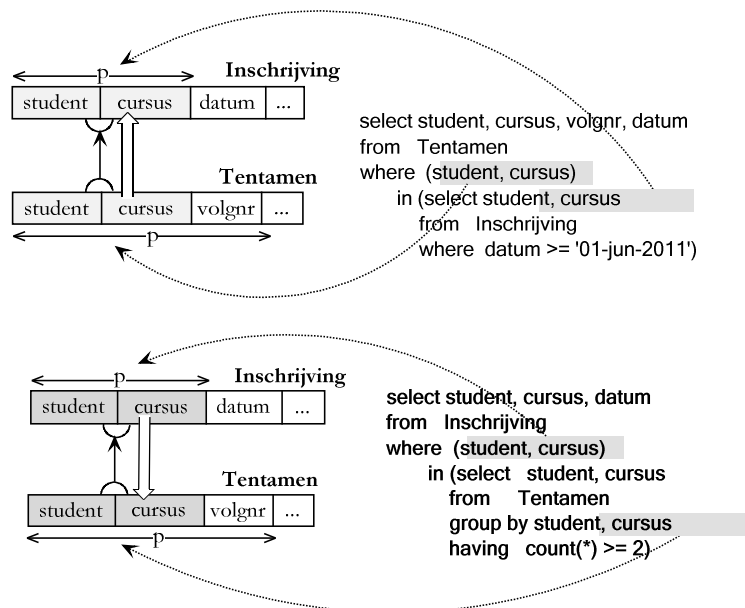 p
Inschrijving
student cursus datum ...
Tentamen
student cursus volgnr ...
p
select student, cursus, volgnr, datum
from Tentamen
where (student, cursus)
in (select student, cursus
from Inschrijving
where datum >= '01-jun-2011')
p
Inschrijving
student cursus datum ...
Tentamen
student cursus volgnr ...
p
select student, cursus, datum
from Inschrijving
where (student, cursus)
in (select student, cursus
from Tentamen
group by student, cursus
having count(*) >= 2)